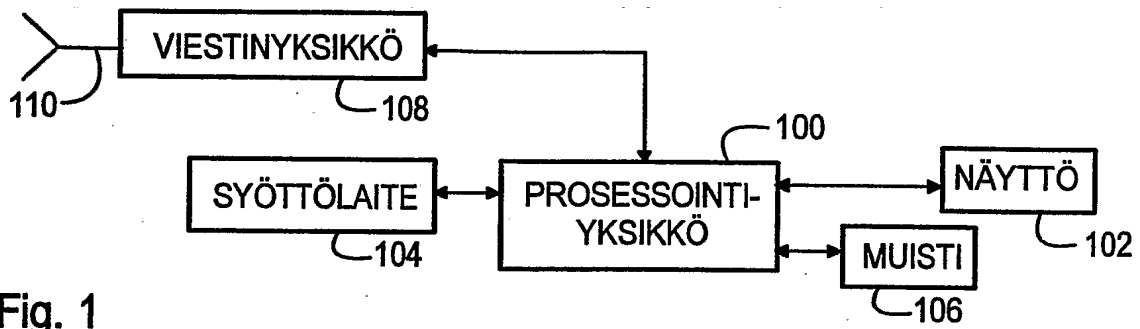 VIESTINYKSIKKÖ
110
108
100
SYÖTTÖLAITE
PROSESSOINTI-
YKSIKKÖ
NÄYTTÖ
104
102
MUISTI
106
Fig. 1